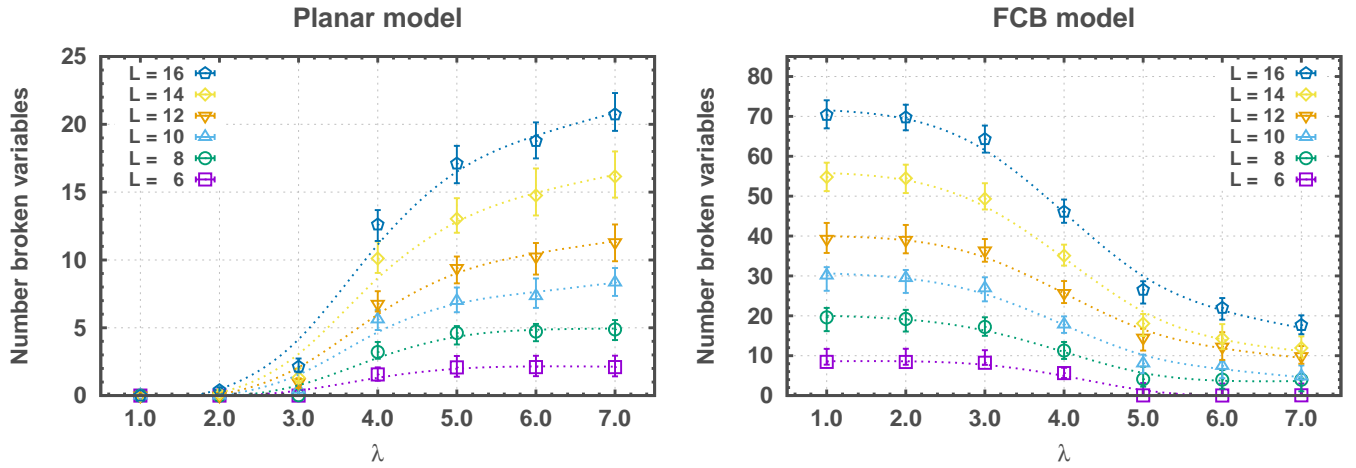 Planar model
Number broken variables
25
20
15
10
5
0
L = 16
L = 14
L = 12
L = 10
L = 8
L = 6
1.0 2.0 3.0 4.0 5.0 6.0 7.0
λ
FCB model
Number broken variables
80
70
60
50
40
30
20
10
0
L = 16
L = 14
L = 12
L = 10
L = 8
L = 6
1.0 2.0 3.0 4.0 5.0 6.0 7.0
λ